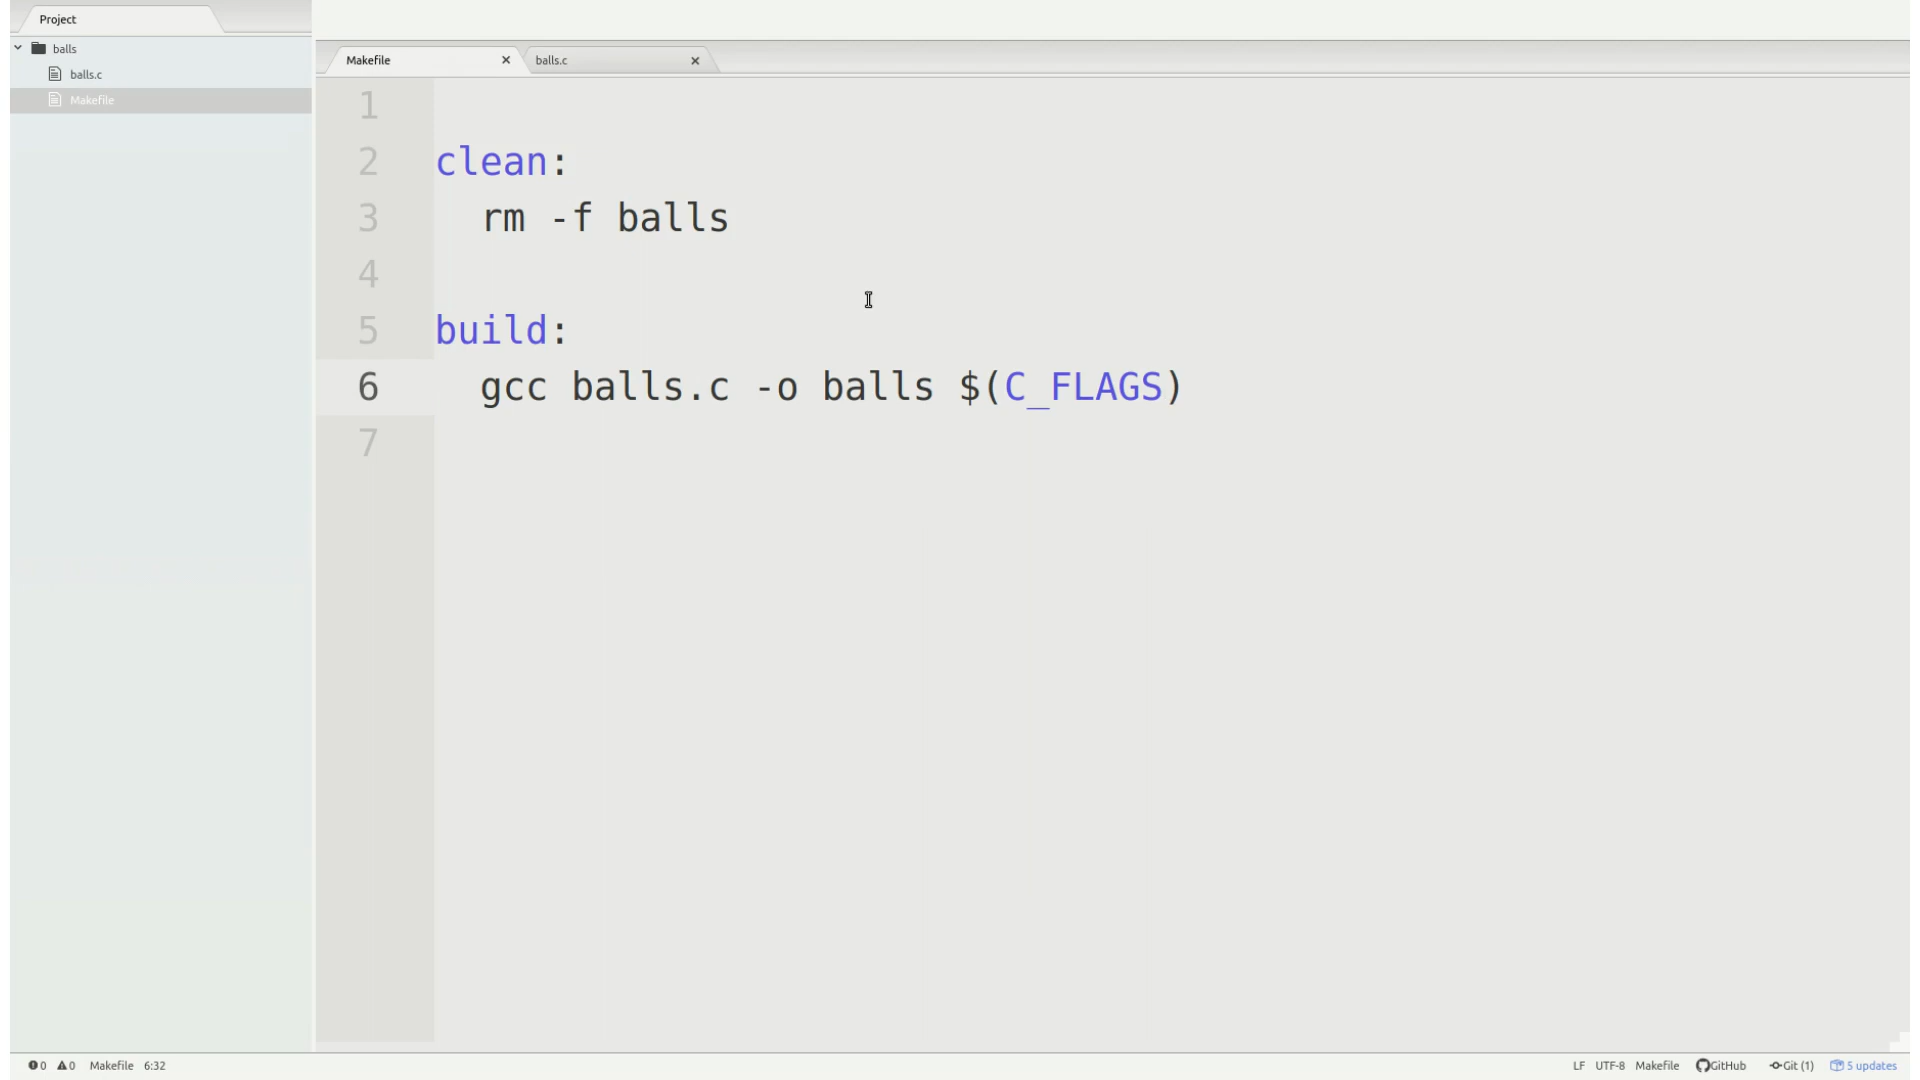 Project
balls
balls.c
Makefile
Makefile
balls.c
1
2 clean:
3 rm -f balls
4
5 build:
6 gcc balls.c -o balls $(C_FLAGS)
7
0 0 Makefile 6:32
LF UTF-8 Makefile GitHub Git (1) 5 updates